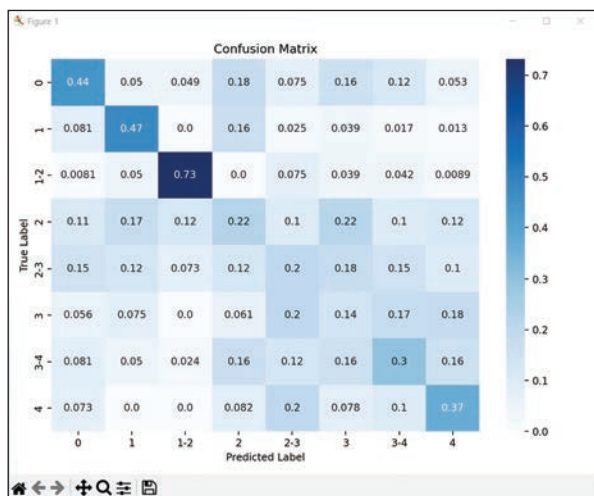 Figure 1
Confusion Matrix
0 0.44 0.05 0.049 0.18 0.075 0.16 0.12 0.053
1 0.081 0.47 0.0 0.16 0.025 0.039 0.017 0.013
1-2 0.0081 0.05 0.73 0.0 0.075 0.039 0.042 0.0089
2 0.11 0.17 0.12 0.22 0.1 0.22 0.1 0.12
2-3 0.15 0.12 0.073 0.12 0.2 0.18 0.15 0.1
3 0.056 0.075 0.0 0.061 0.2 0.14 0.17 0.18
3-4 0.081 0.05 0.024 0.16 0.12 0.16 0.3 0.16
4 0.073 0.0 0.0 0.082 0.2 0.078 0.1 0.37
True Label
0 1 1-2 2 2-3 3 3-4 4
Predicted Label
0.7
0.6
0.5
0.4
0.3
0.2
0.1
0.0